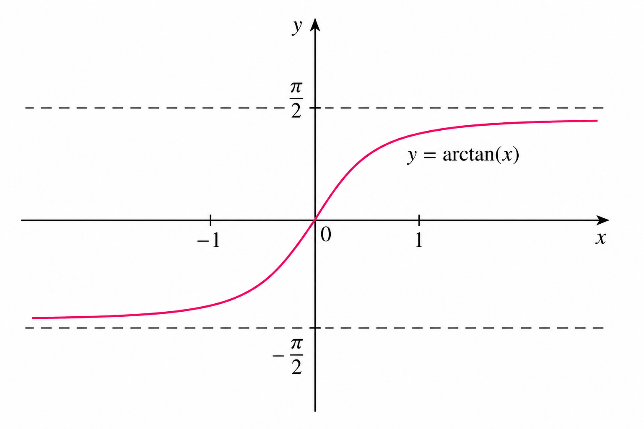 y
π/2
y = arctan(x)
−1
0
1
x
−π/2